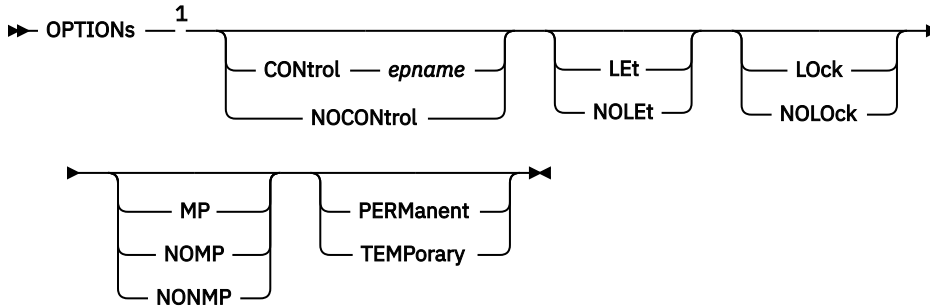 OPTIONs 1
CONtrol epname LEt LOck
NOCONtrol NOLEt NOLOck
MP PERManent
NOMP TEMPorary
NONMP